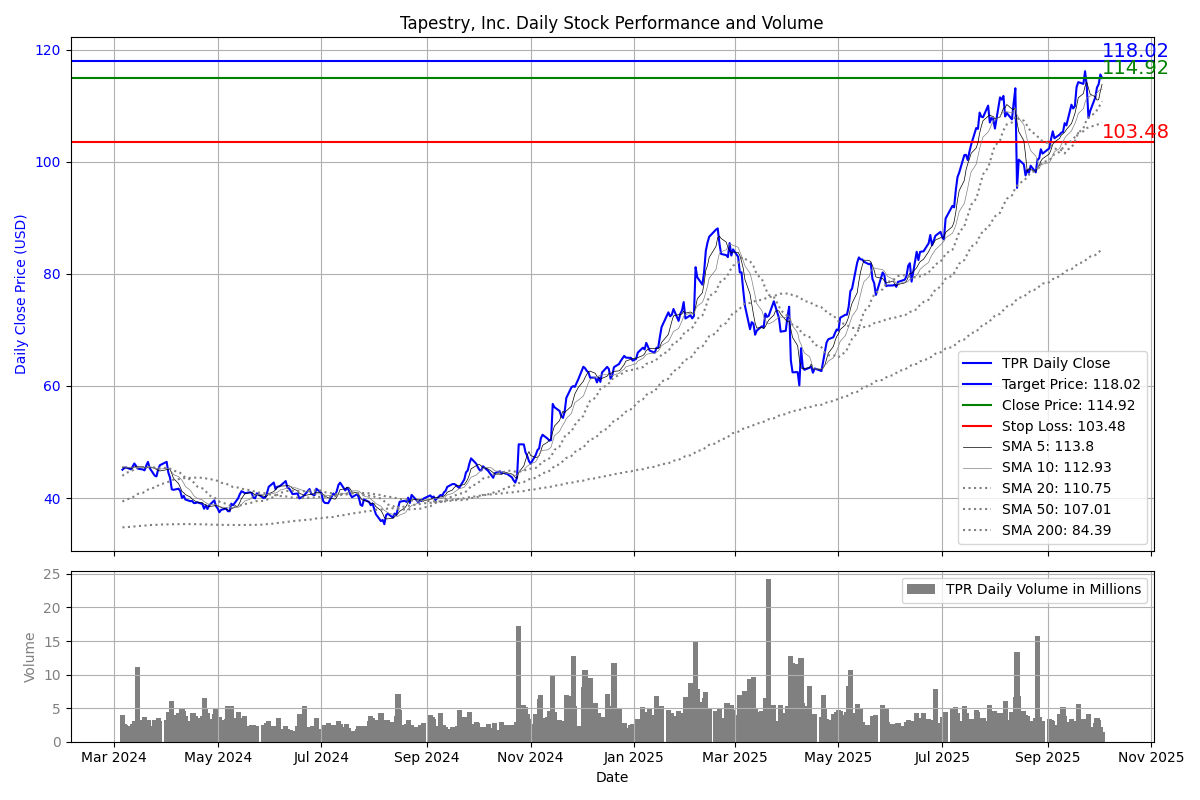 Tapestry, Inc. Daily Stock Performance and Volume
120
100
80
60
40
Daily Close Price (USD)
118.02
114.92
103.48
TPR Daily Close
Target Price: 118.02
Close Price: 114.92
Stop Loss: 103.48
SMA 5: 113.8
SMA 10: 112.93
SMA 20: 110.75
SMA 50: 107.01
SMA 200: 84.39
25
20
15
10
5
0
Volume
TPR Daily Volume in Millions
Mar 2024 May 2024 Jul 2024 Sep 2024 Nov 2024 Jan 2025 Mar 2025 May 2025 Jul 2025 Sep 2025 Nov 2025
Date